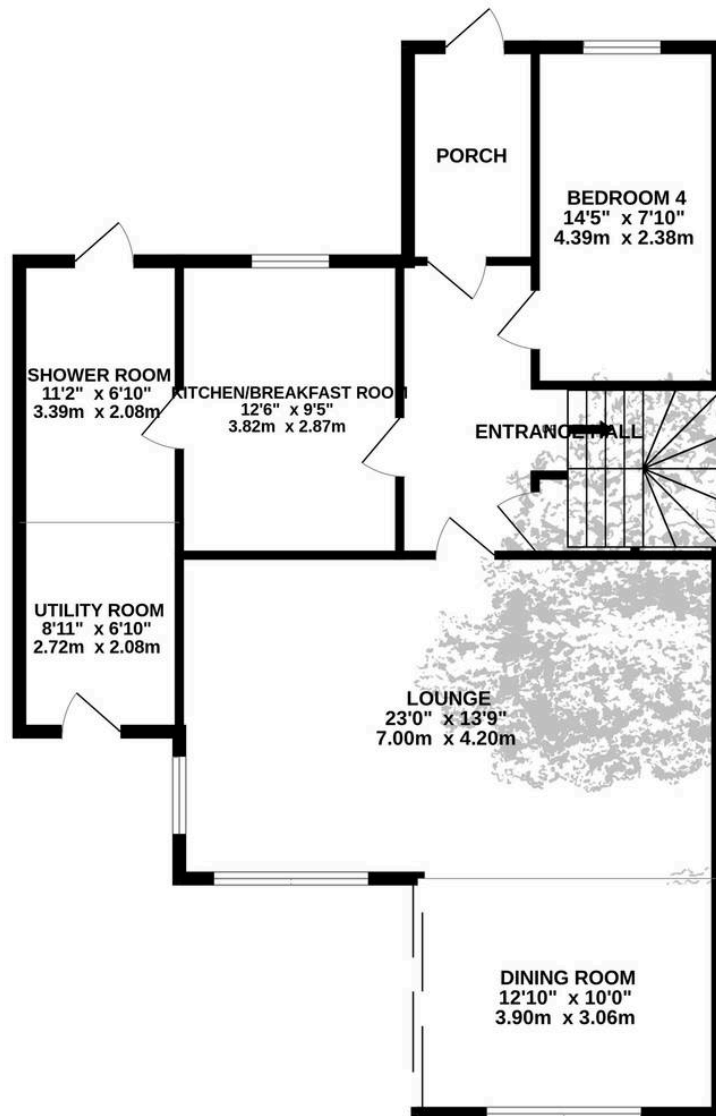 PORCH
BEDROOM 4
14'5" x 7'10"
4.39m x 2.38m
SHOWER ROOM
11'2" x 6'10"
3.39m x 2.08m
KITCHEN/BREAKFAST ROOM
12'6" x 9'5"
3.82m x 2.87m
ENTRANCE HALL
UTILITY ROOM
8'11" x 6'10"
2.72m x 2.08m
LOUNGE
23'0" x 13'9"
7.00m x 4.20m
DINING ROOM
12'10" x 10'0"
3.90m x 3.06m